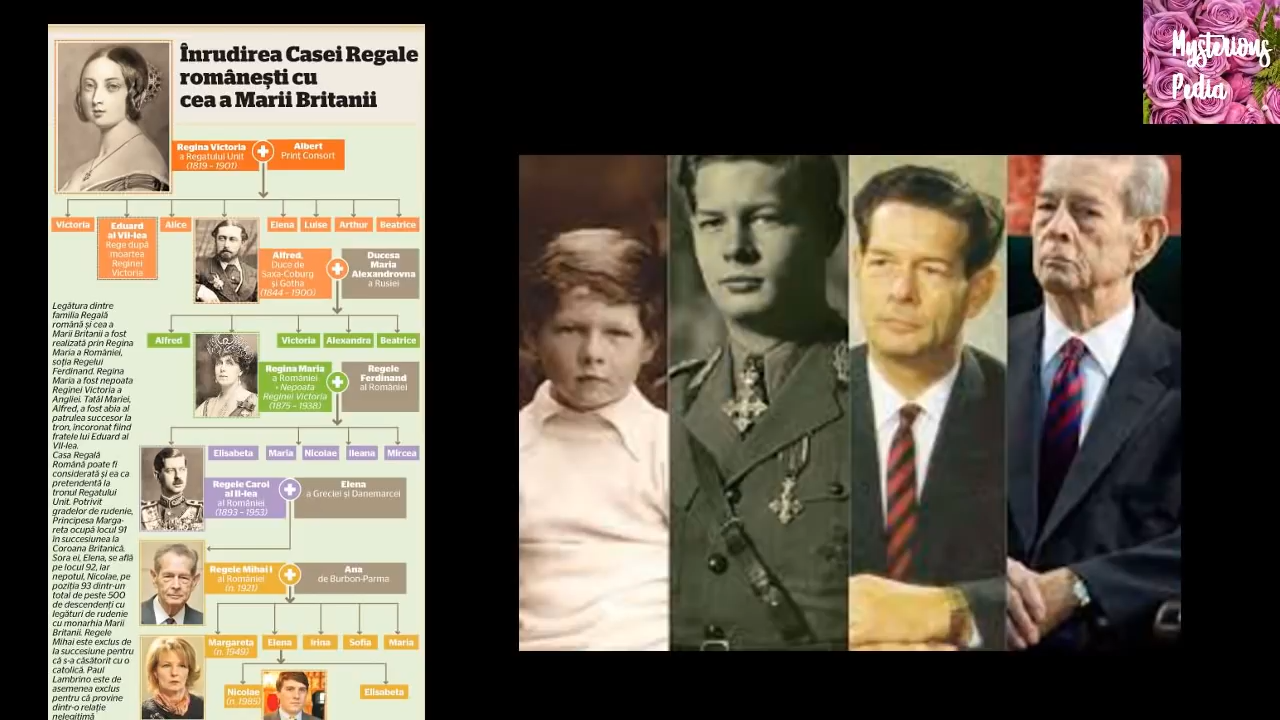 Înrudirea Casei Regale
românești cu
cea a Marii Britanii
Regina Victoria
a Regatului Unit
(1819 – 1901)
Albert
Prinț Consort
Victoria
Eduard
al VII-lea
Rege după
moartea
Reginei
Victoria
Alice
Elena
Luise
Arthur
Beatrice
Alfred,
Duce de
Saxa-Coburg
și Gotha
(1844 – 1900)
Ducesa
Maria
Alexandrovna
a Rusiei
Alfred
Victoria
Alexandra
Beatrice
Regina Maria
a României
• Nepoata
Reginei Victoria
(1875 – 1938)
Regele
Ferdinand
al României
Elisabeta
Maria
Nicolae
Ileana
Mircea
Regele Carol
al II-lea
al României
(1893 – 1953)
Elena
a Greciei și Danemarcei
Regele Mihai I
al României
(n. 1921)
Ana
de Burbon-Parma
Margareta
(n. 1949)
Elena
Irina
Sofia
Maria
Nicolae
(n. 1985)
Elisabeta
Legătura dintre
familia Regală
română și cea a
Marii Britanii a fost
realizată prin Regina
Maria a României,
soția Regelui
Ferdinand. Regina
Maria a fost nepoata
Reginei Victoria a
Angliei. Tatăl Mariei,
Alfred, a fost abia al
patrulea succesor la
tron, încoronat fiind
fratele lui Eduard al
VII-lea.
Casa Regală
Română poate fi
considerată și ea ca
pretendentă la
tronul Regatului
Unit. Potrivit
gradelor de rudenie,
Principesa Marga-
reta ocupă locul 91
în succesiunea la
Coroana Britanică.
Sora ei, Elena, se află
pe locul 92, iar
nepotul, Nicolae, pe
poziția 93 dintr-un
total de peste 500
de descendenți cu
legături de rudenie
cu monarhia Marii
Britanii. Regele
Mihai este exclus de
la succesiune pentru
că s-a căsătorit cu o
catolică. Paul
Lambrino este de
asemenea exclus
pentru că provine
dintr-o relație
nelegitimă
Mysterious
Pedia